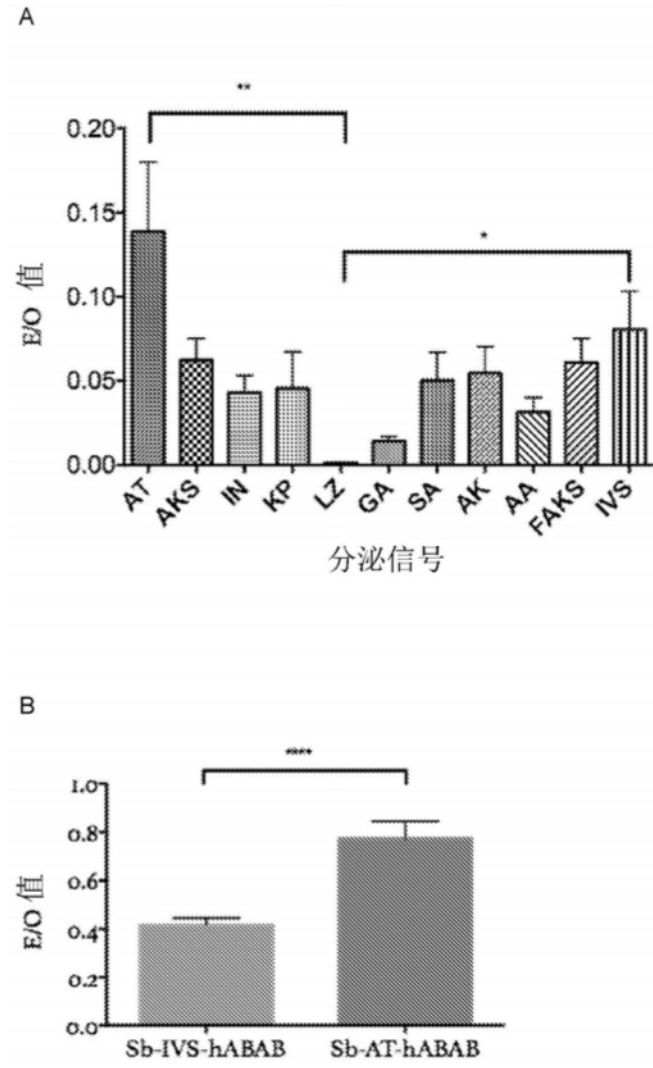 A
**
*
0.20
0.15
0.10
0.05
0.00
E/O 值
AT AKS IN KP LZ GA SA AK AA FAKS IVS
分泌信号
B
****
1.0
0.8
0.6
0.4
0.2
0.0
E/O 值
Sb-IVS-hABAB Sb-AT-hABAB